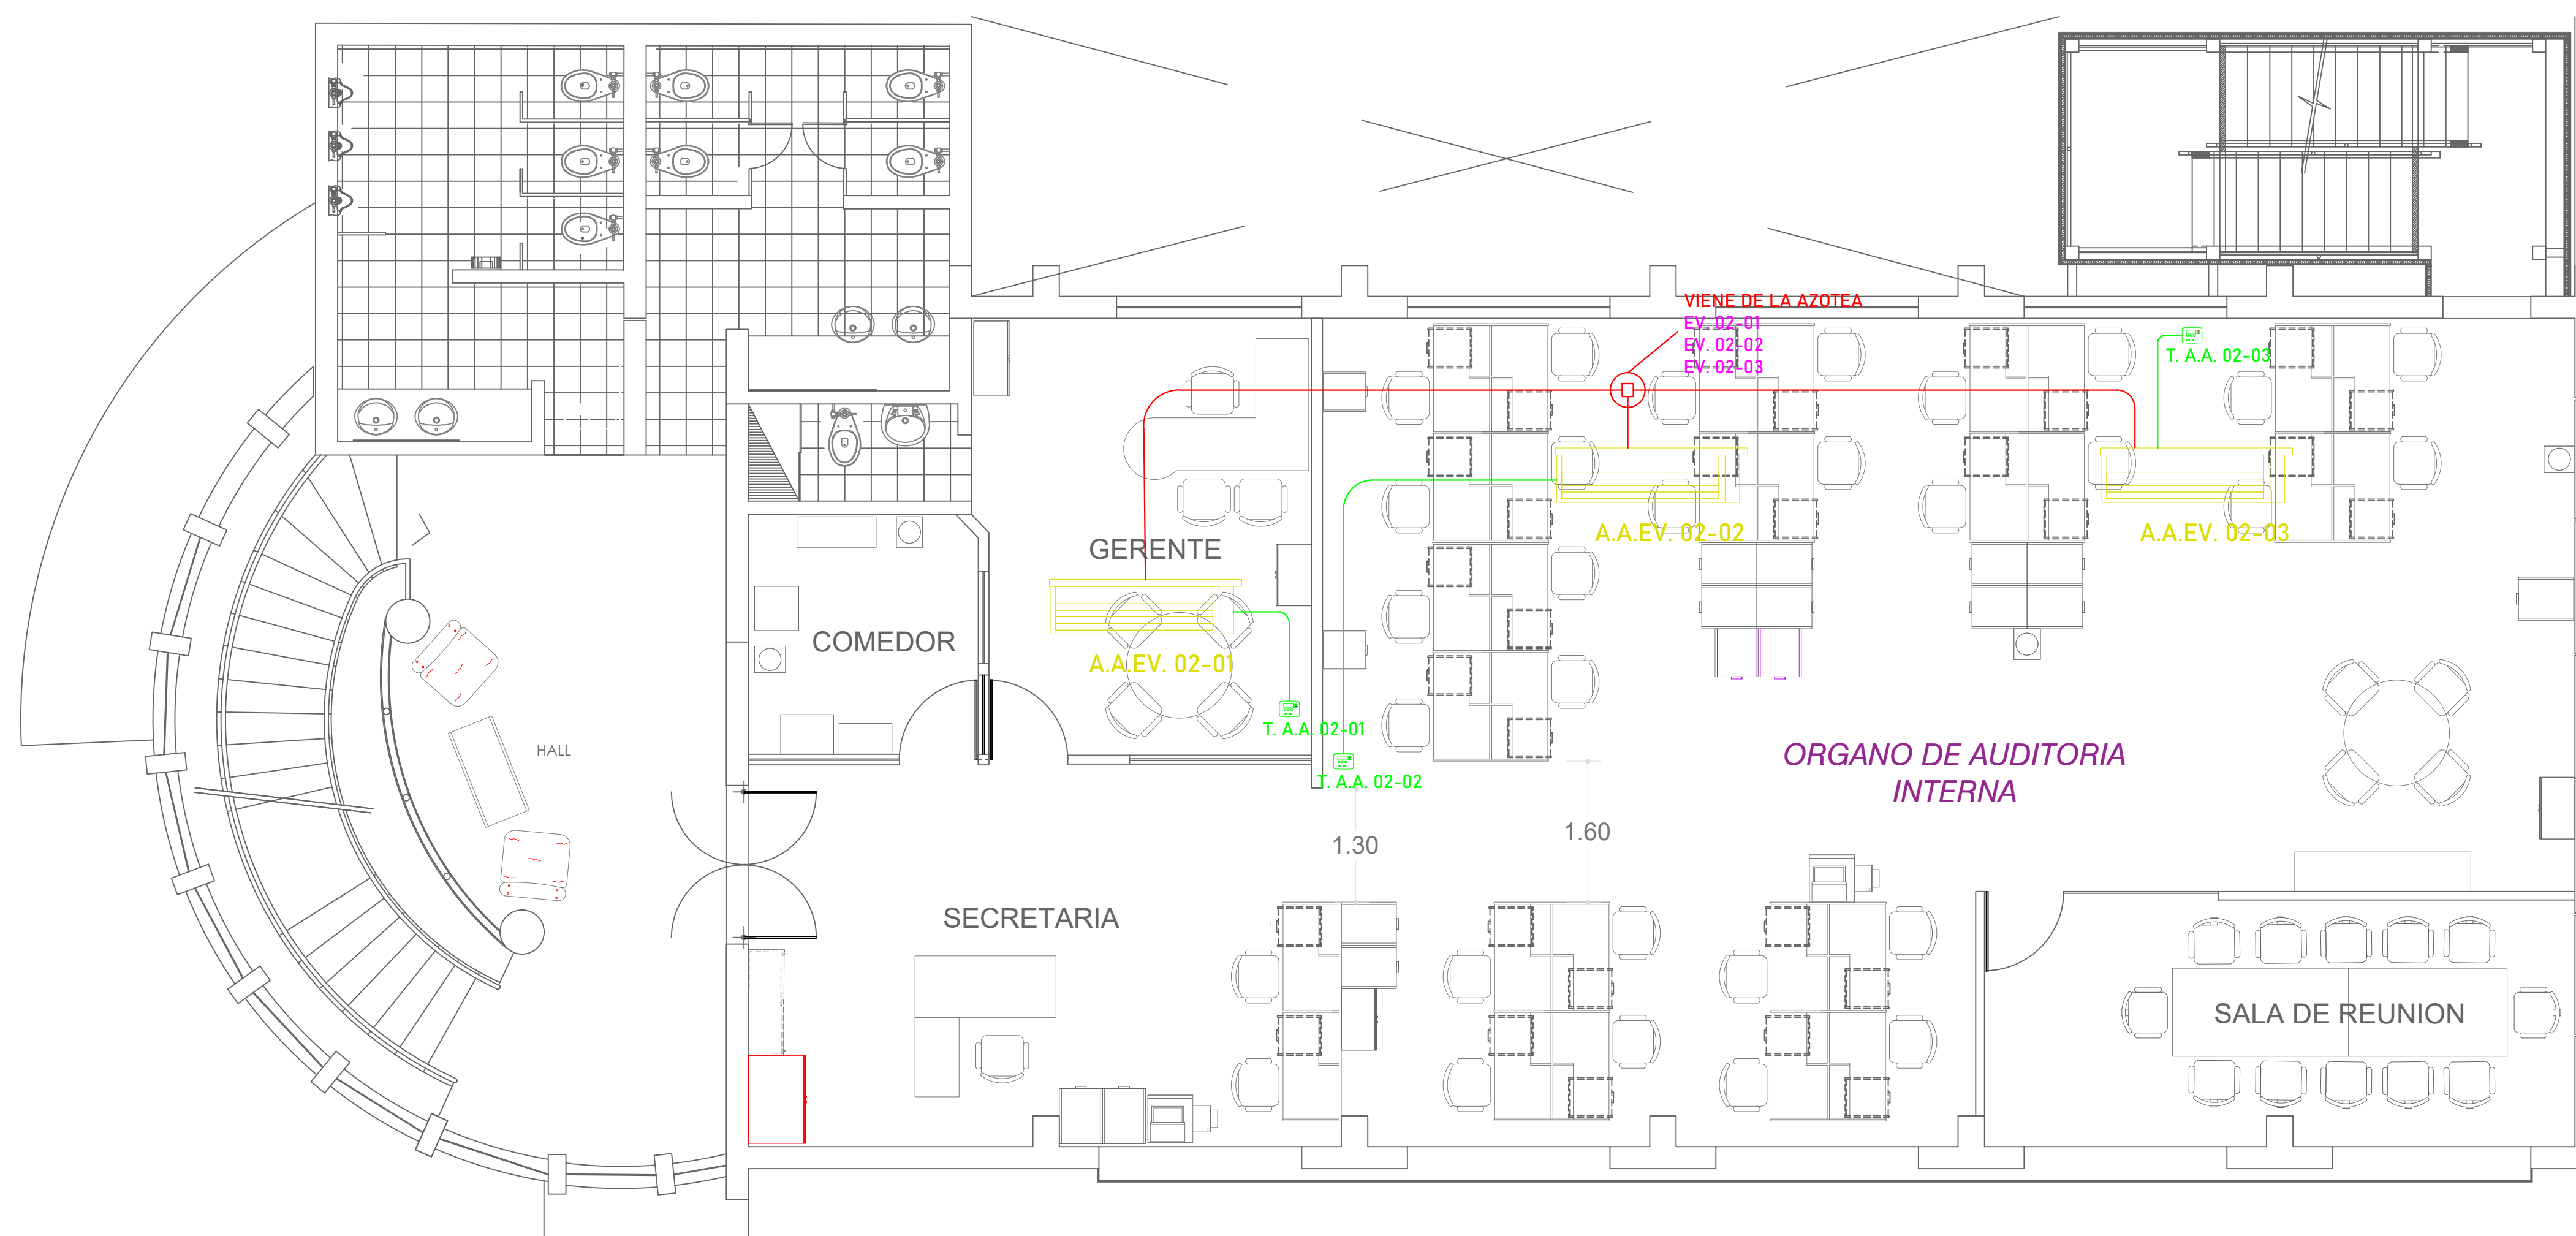 VIENE DE LA AZOTEA
EV. 02-01
EV. 02-02
EV. 02-03
T. A.A. 02-03
A.A.EV. 02-02
A.A.EV. 02-03
GERENTE
COMEDOR
A.A.EV. 02-01
T. A.A. 02-01
HALL
T. A.A. 02-02
ORGANO DE AUDITORIA
INTERNA
1.30
1.60
SECRETARIA
SALA DE REUNION